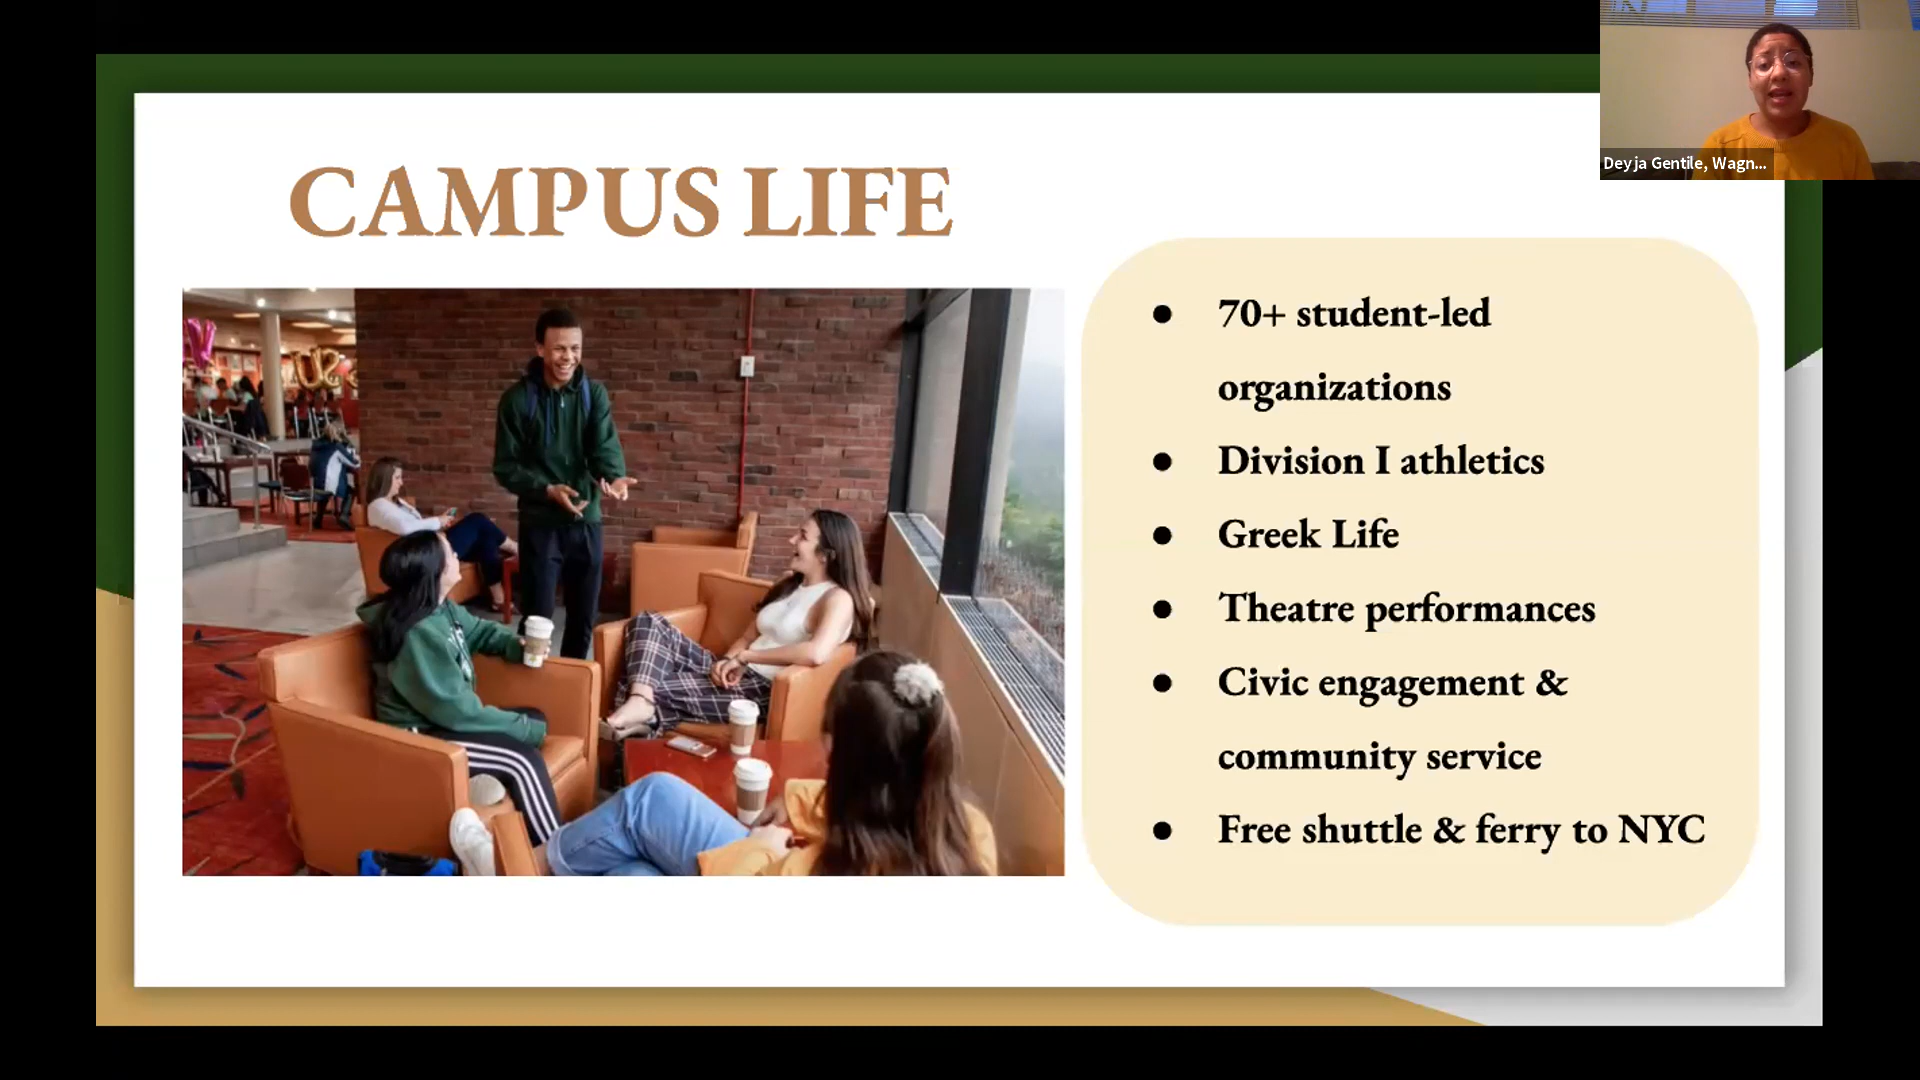 Deyja Gentile, Wagn...
CAMPUS LIFE
● 70+ student-led
organizations
● Division I athletics
● Greek Life
● Theatre performances
● Civic engagement &
community service
● Free shuttle & ferry to NYC